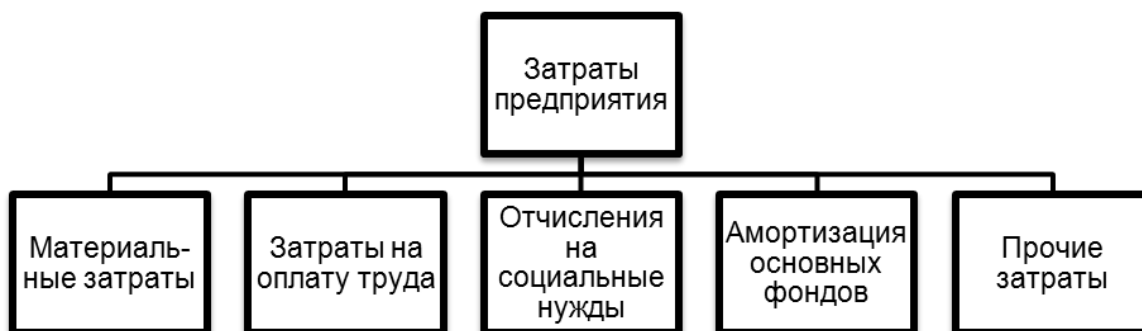 Затраты
предприятия
Материаль-
ные затраты
Затраты на
оплату труда
Отчисления
на
социальные
нужды
Амортизация
основных
фондов
Прочие
затраты